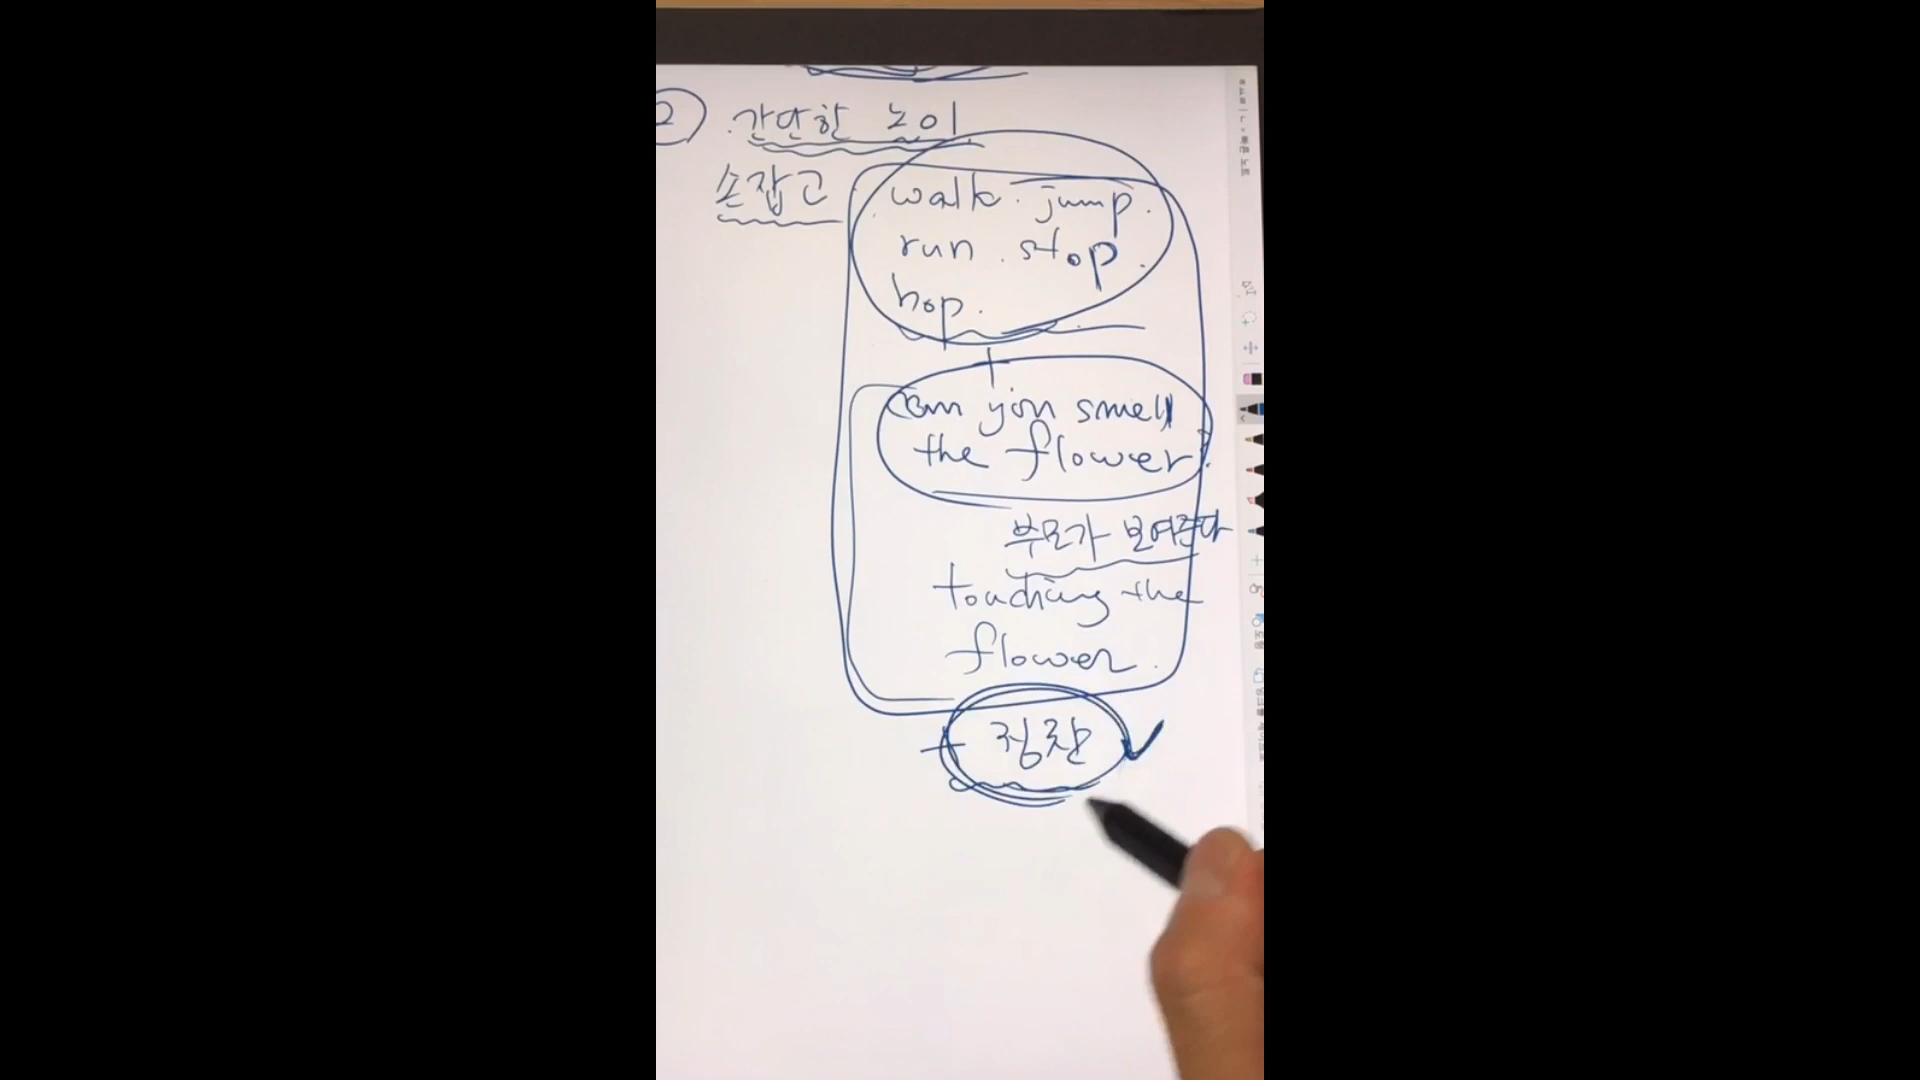 2 간단한 놀이
손잡고 walk. jump.
run. stop.
hop.
+
Can you smell
the flower?
부모가 보여준다
touching the
flower.
+ 칭찬